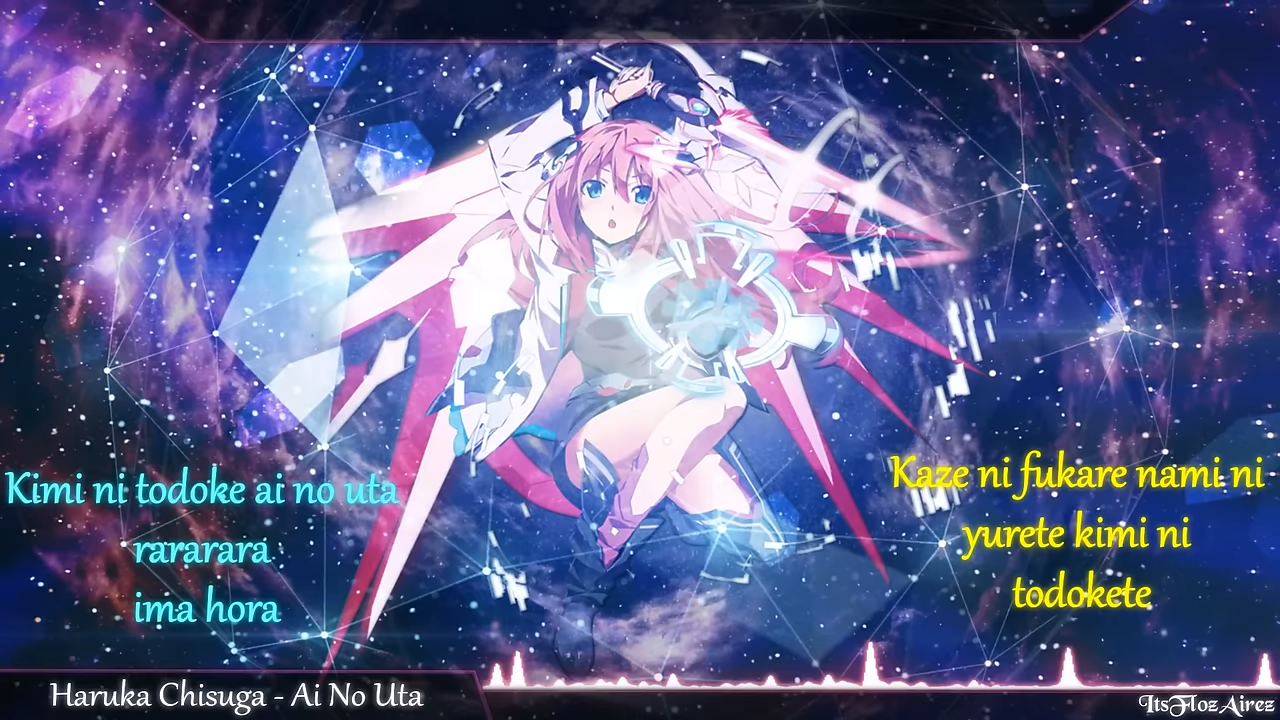 Kimi ni todoke ai no uta
rararara
ima hora
Kaze ni fukare nami ni
yurete kimi ni
todokete
Haruka Chisuga - Ai No Uta
ItsFlozAirez